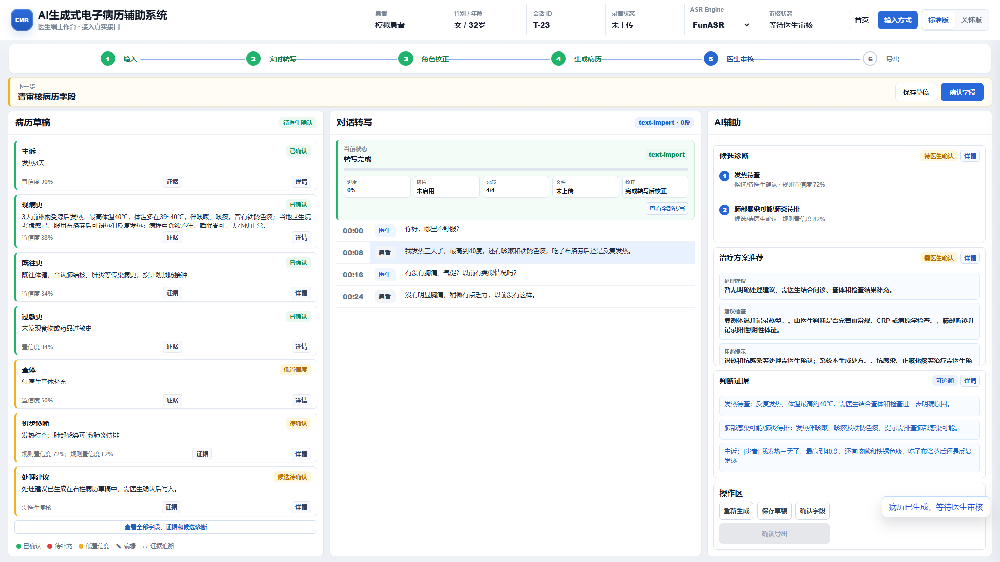 EMR
AI生成式电子病历辅助系统
医生端工作台 · 接入真实接口
患者
模拟患者
性别 / 年龄
女 / 32岁
会话 ID
T-23
录音状态
未上传
ASR Engine
FunASR
审核状态
等待医生审核
首页
输入方式
标准版
关怀版
1 输入
2 实时转写
3 角色校正
4 生成病历
5 医生审核
6 导出
下一步
请审核病历字段
保存草稿
确认字段
病历草稿
待医生确认
主诉
已确认
发热3天
置信度 90%
证据
详情
现病史
已确认
3天前淋雨受凉后发热，最高体温40℃，体温多在39~40℃，伴咳嗽、咳痰，曾有铁锈色痰；当地卫生院
考虑感冒，服用布洛芬后可退热但反复发热；病程中食欲不佳，睡眠尚可，大小便正常。
置信度 88%
证据
详情
既往史
已确认
既往体健，否认肺结核、肝炎等传染病史，按计划预防接种
置信度 84%
证据
详情
过敏史
已确认
未发现食物或药品过敏史
置信度 84%
证据
详情
查体
低置信度
待医生查体补充
置信度 60%
证据
详情
初步诊断
待确认
发热待查；肺部感染可能/肺炎待排
规则置信度 72%；规则置信度 82%
证据
详情
处理建议
候选待确认
处理建议已生成在右栏病历草稿中，需医生确认后写入。
需医生复核
证据
详情
查看全部字段、证据和候选诊断
已确认
待补充
低置信度
编辑
证据追溯
对话转写
text-import · 0段
当前状态
转写完成
text-import
进度
0%
切片
未启用
分段
4/4
文件
未上传
校正
完成转写后校正
查看全部转写
00:00 医生 你好，哪里不舒服？
00:08 患者 我发热三天了，最高到40度，还有咳嗽和铁锈色痰，吃了布洛芬后还是反复发热。
00:16 医生 有没有胸痛、气促？以前有类似情况吗？
00:24 患者 没有明显胸痛，稍微有点乏力，以前没有这样。
AI辅助
候选诊断
待医生确认
详情
1 发热待查
候选/待医生确认 · 规则置信度 72%
2 肺部感染可能/肺炎待排
候选/待医生确认 · 规则置信度 82%
治疗方案推荐
需医生确认
详情
处理建议
暂无明确处理建议，需医生结合问诊、查体和检查结果补充。
建议检查
复测体温并记录热型。、由医生判断是否完善血常规、CRP 或病原学检查。、肺部听诊并
记录阳性/阴性体征。
用药提示
退热和抗感染等处理需医生确认；系统不生成处方。、抗感染、止咳化痰等治疗需医生确
判断证据
可追溯
详情
发热待查：反复发热、体温最高约40℃，需医生结合查体和检查进一步明确原因。
肺部感染可能/肺炎待排：发热伴咳嗽、咳痰及铁锈色痰，提示需排查肺部感染可能。
主诉：[患者] 我发热三天了，最高到40度，还有咳嗽和铁锈色痰，吃了布洛芬后还是反复
发热
操作区
重新生成
保存草稿
确认字段
确认导出
病历已生成，等待医生审核